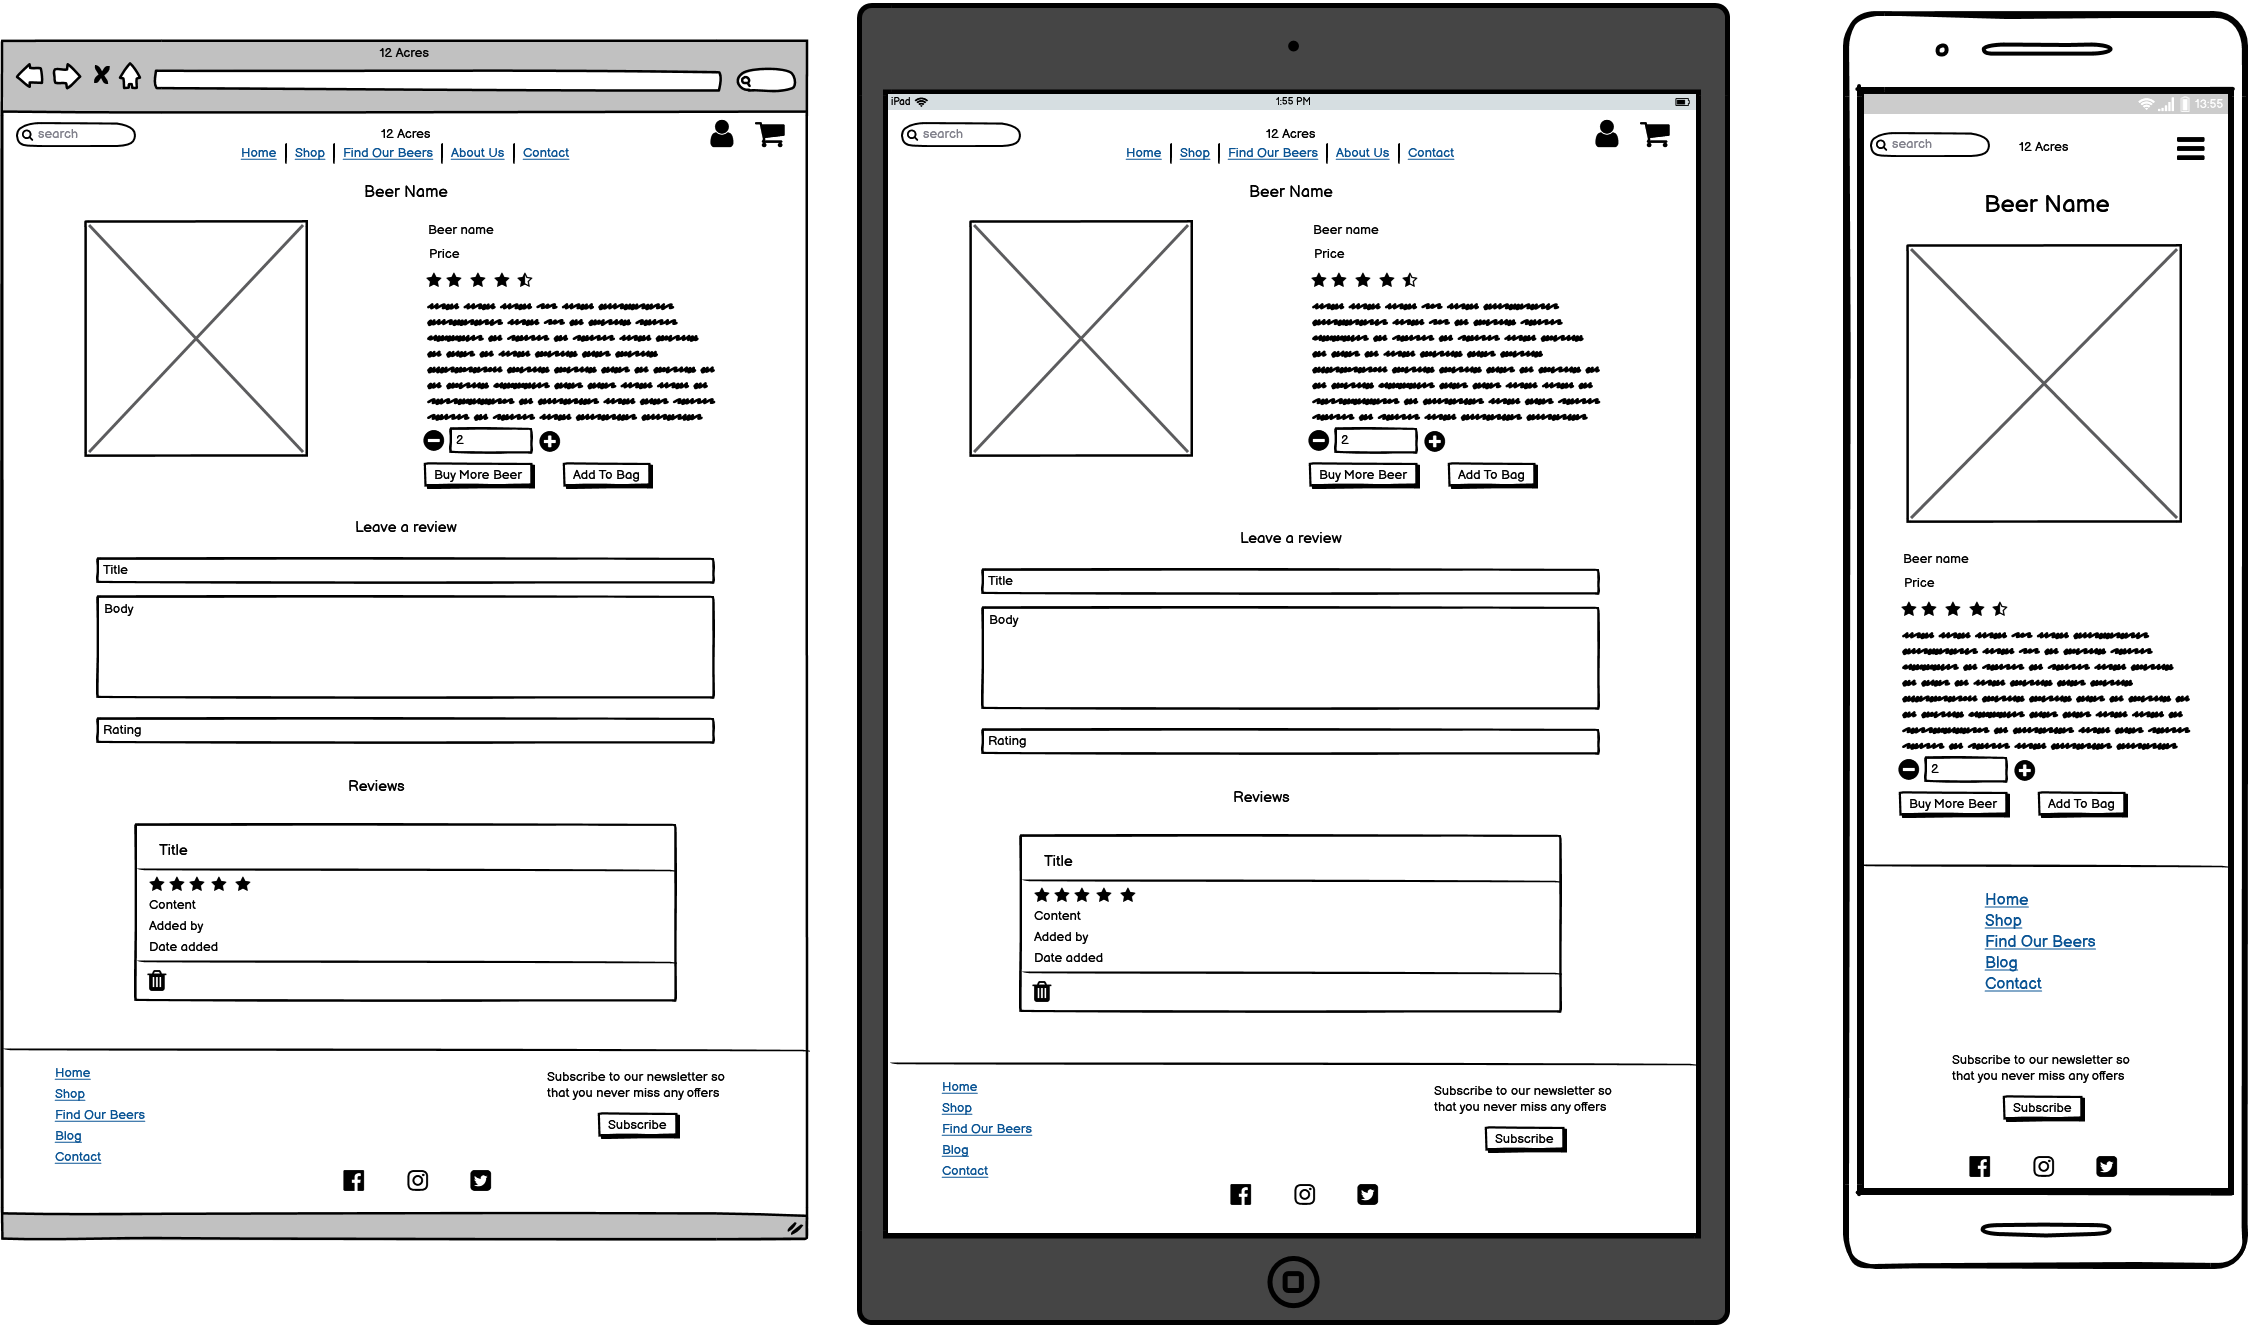 12 Acres
search
12 Acres
Home Shop Find Our Beers About Us Contact
Beer Name
Beer name
Price
2
Buy More Beer Add To Bag
Leave a review
Title
Body
Rating
Reviews
Title
Content
Added by
Date added
Home
Shop
Find Our Beers
Blog
Contact
Subscribe to our newsletter so
that you never miss any offers
Subscribe
iPad 1:55 PM
search
12 Acres
Home Shop Find Our Beers About Us Contact
Beer Name
Beer name
Price
2
Buy More Beer Add To Bag
Leave a review
Title
Body
Rating
Reviews
Title
Content
Added by
Date added
Home
Shop
Find Our Beers
Blog
Contact
Subscribe to our newsletter so
that you never miss any offers
Subscribe
13:55
search 12 Acres
Beer Name
Beer name
Price
2
Buy More Beer Add To Bag
Home
Shop
Find Our Beers
Blog
Contact
Subscribe to our newsletter so
that you never miss any offers
Subscribe